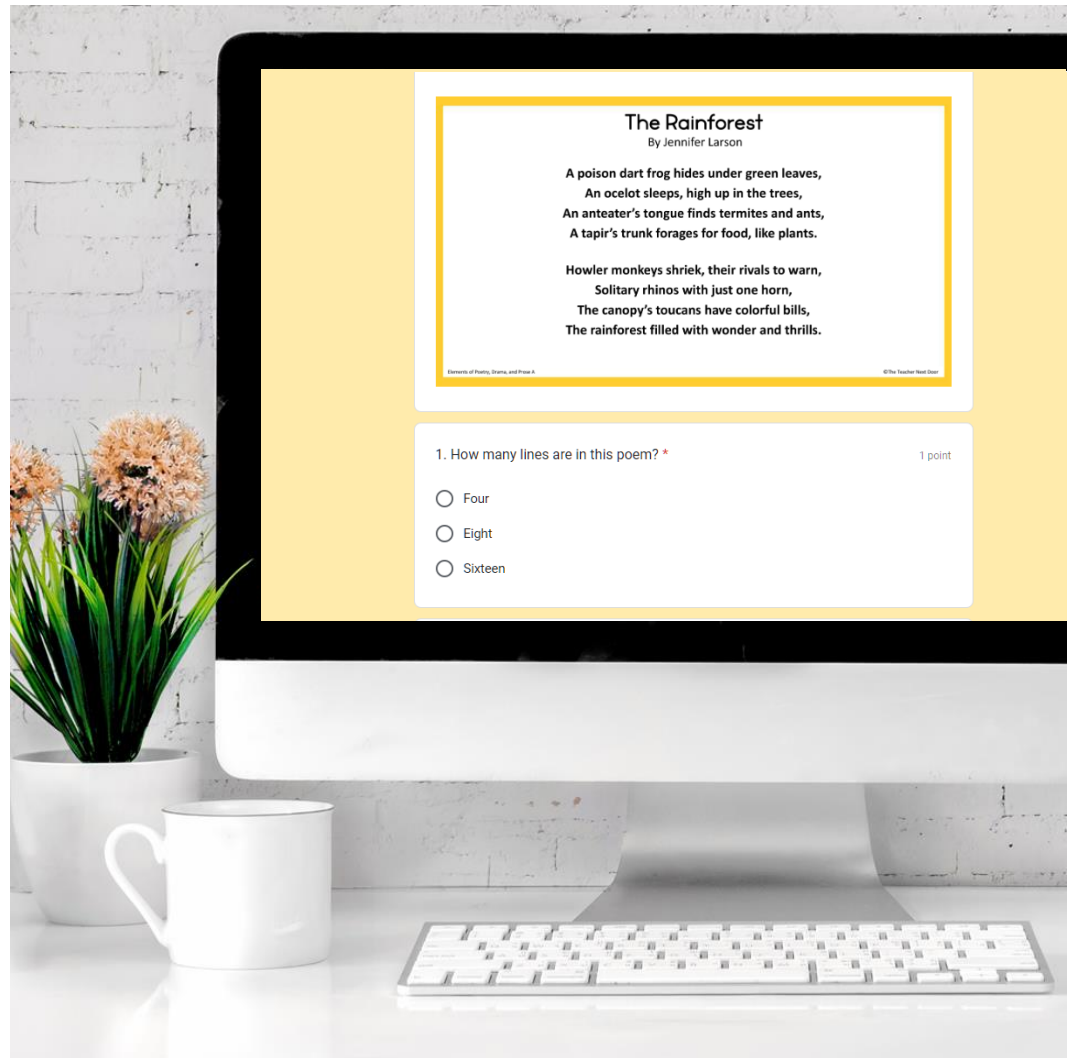 The Rainforest
By Jennifer Larson
A poison dart frog hides under green leaves,
An ocelot sleeps, high up in the trees,
An anteater's tongue finds termites and ants,
A tapir's trunk forages for food, like plants.
Howler monkeys shriek, their rivals to warn,
Solitary rhinos with just one horn,
The canopy's toucans have colorful bills,
The rainforest filled with wonder and thrills.
Elements of Poetry, Drama, and Prose A
©The Teacher Next Door
1. How many lines are in this poem? *
1 point
Four
Eight
Sixteen